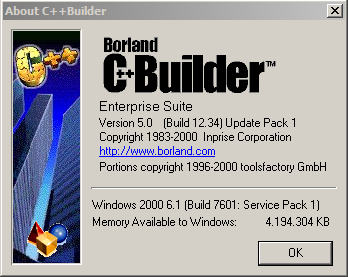 About C++Builder
C++
Borland
C++Builder™
Enterprise Suite
Version 5.0 (Build 12.34) Update Pack 1
Copyright 1983-2000 Inprise Corporation
http://www.borland.com
Portions copyright 1996-2000 toolsfactory GmbH
Windows 2000 6.1 (Build 7601: Service Pack 1)
Memory Available to Windows: 4.194.304 KB
OK